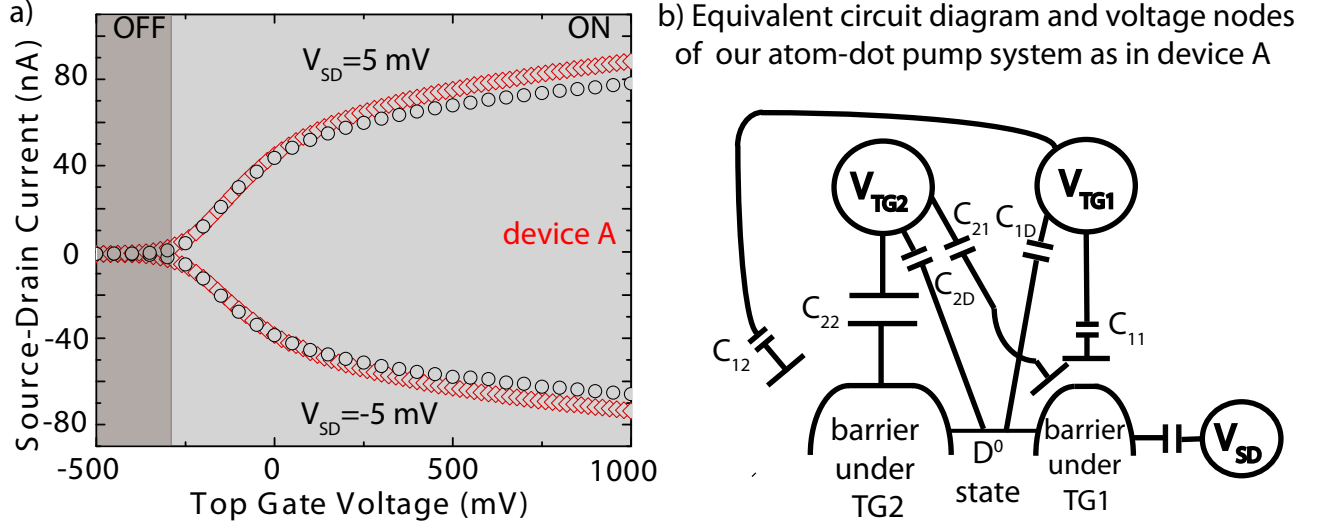 a)
OFF
ON
V_SD=5 mV
device A
V_SD=-5 mV
Source-Drain Current (nA)
80
40
0
-40
-80
-500
0
500
1000
Top Gate Voltage (mV)
b) Equivalent circuit diagram and voltage nodes
of our atom-dot pump system as in device A
V_TG2
V_TG1
C_21
C_1D
C_2D
C_22
C_11
C_12
barrier
under
TG2
D^0
state
barrier
under
TG1
V_SD